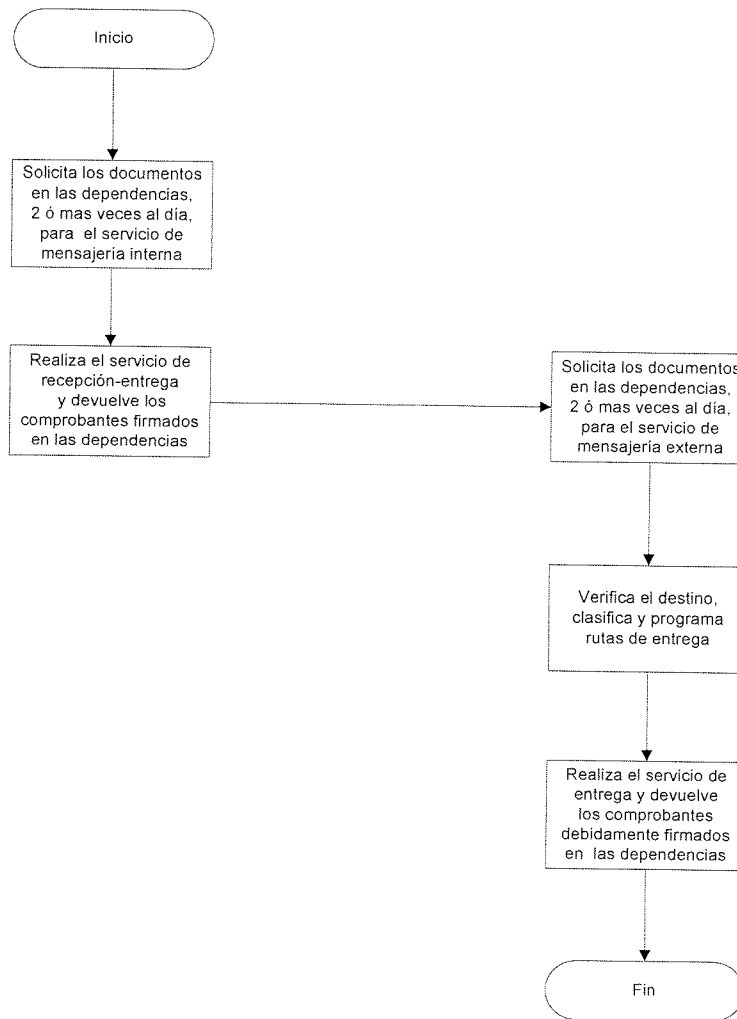 Inicio
Solicita los documentos
en las dependencias,
2 ó mas veces al día,
para el servicio de
mensajería interna
Realiza el servicio de
recepción-entrega
y devuelve los
comprobantes firmados
en las dependencias
Solicita los documentos
en las dependencias,
2 ó mas veces al día,
para el servicio de
mensajería externa
Verifica el destino,
clasifica y programa
rutas de entrega
Realiza el servicio de
entrega y devuelve
los comprobantes
debidamente firmados
en las dependencias
Fin